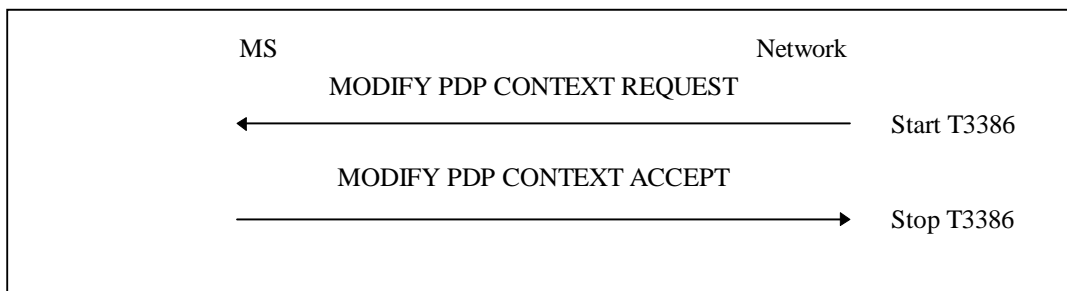 MS Network
MODIFY PDP CONTEXT REQUEST
Start T3386
MODIFY PDP CONTEXT ACCEPT
Stop T3386